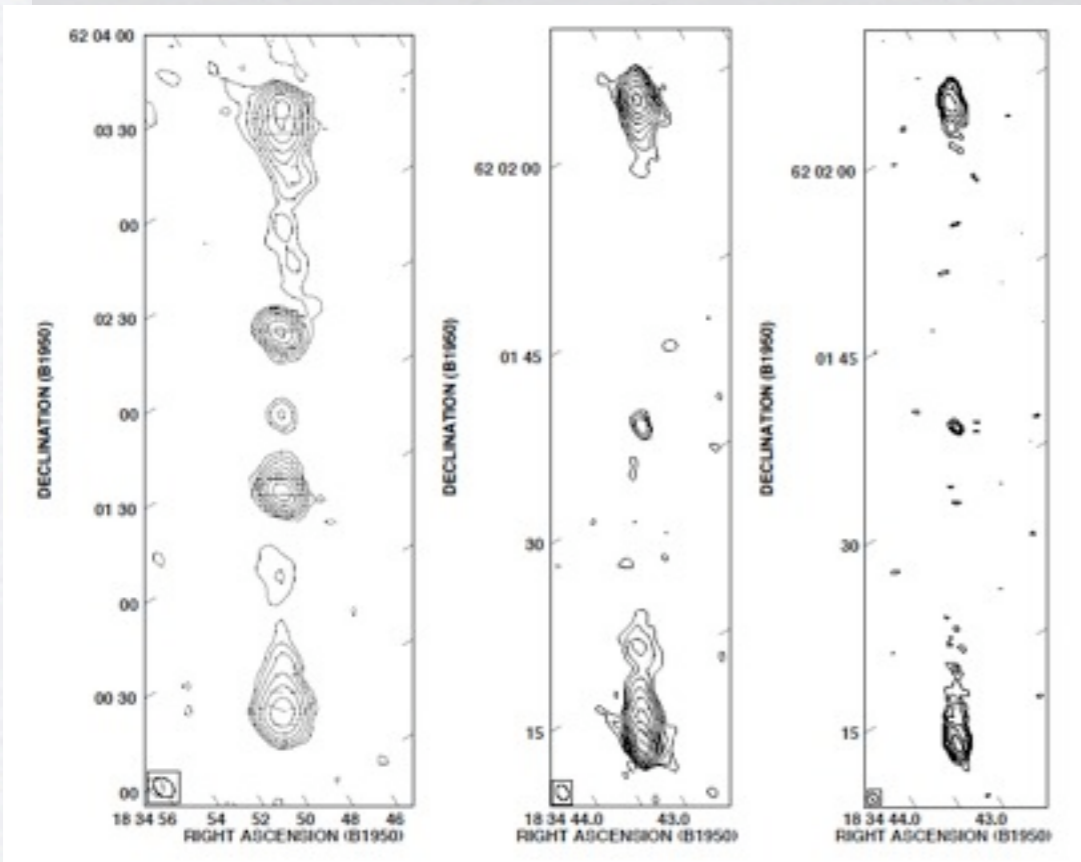 62 04 00
03 30
00
02 30
00
01 30
00
00 30
00
DECLINATION (B1950)
18 34 56 54 52 50 48 46
RIGHT ASCENSION (B1950)
62 02 00
01 45
30
15
DECLINATION (B1950)
18 34 44.0 43.0
RIGHT ASCENSION (B1950)
62 02 00
01 45
30
15
DECLINATION (B1950)
18 34 44.0 43.0
RIGHT ASCENSION (B1950)